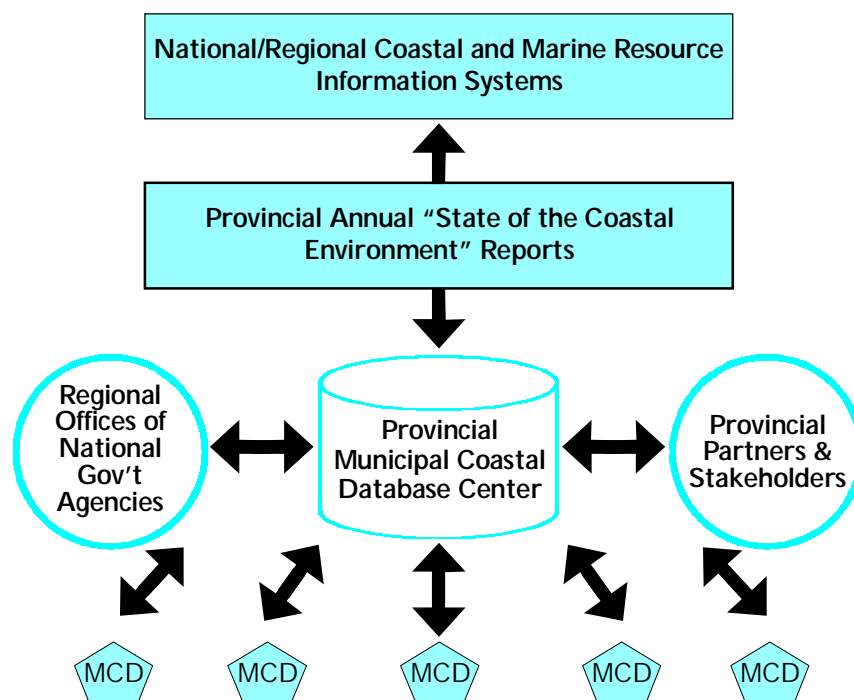 National/Regional Coastal and Marine Resource
Information Systems
Provincial Annual “State of the Coastal
Environment” Reports
Regional
Offices of
National
Gov't
Agencies
Provincial
Municipal Coastal
Database Center
Provincial
Partners &
Stakeholders
MCD
MCD
MCD
MCD
MCD